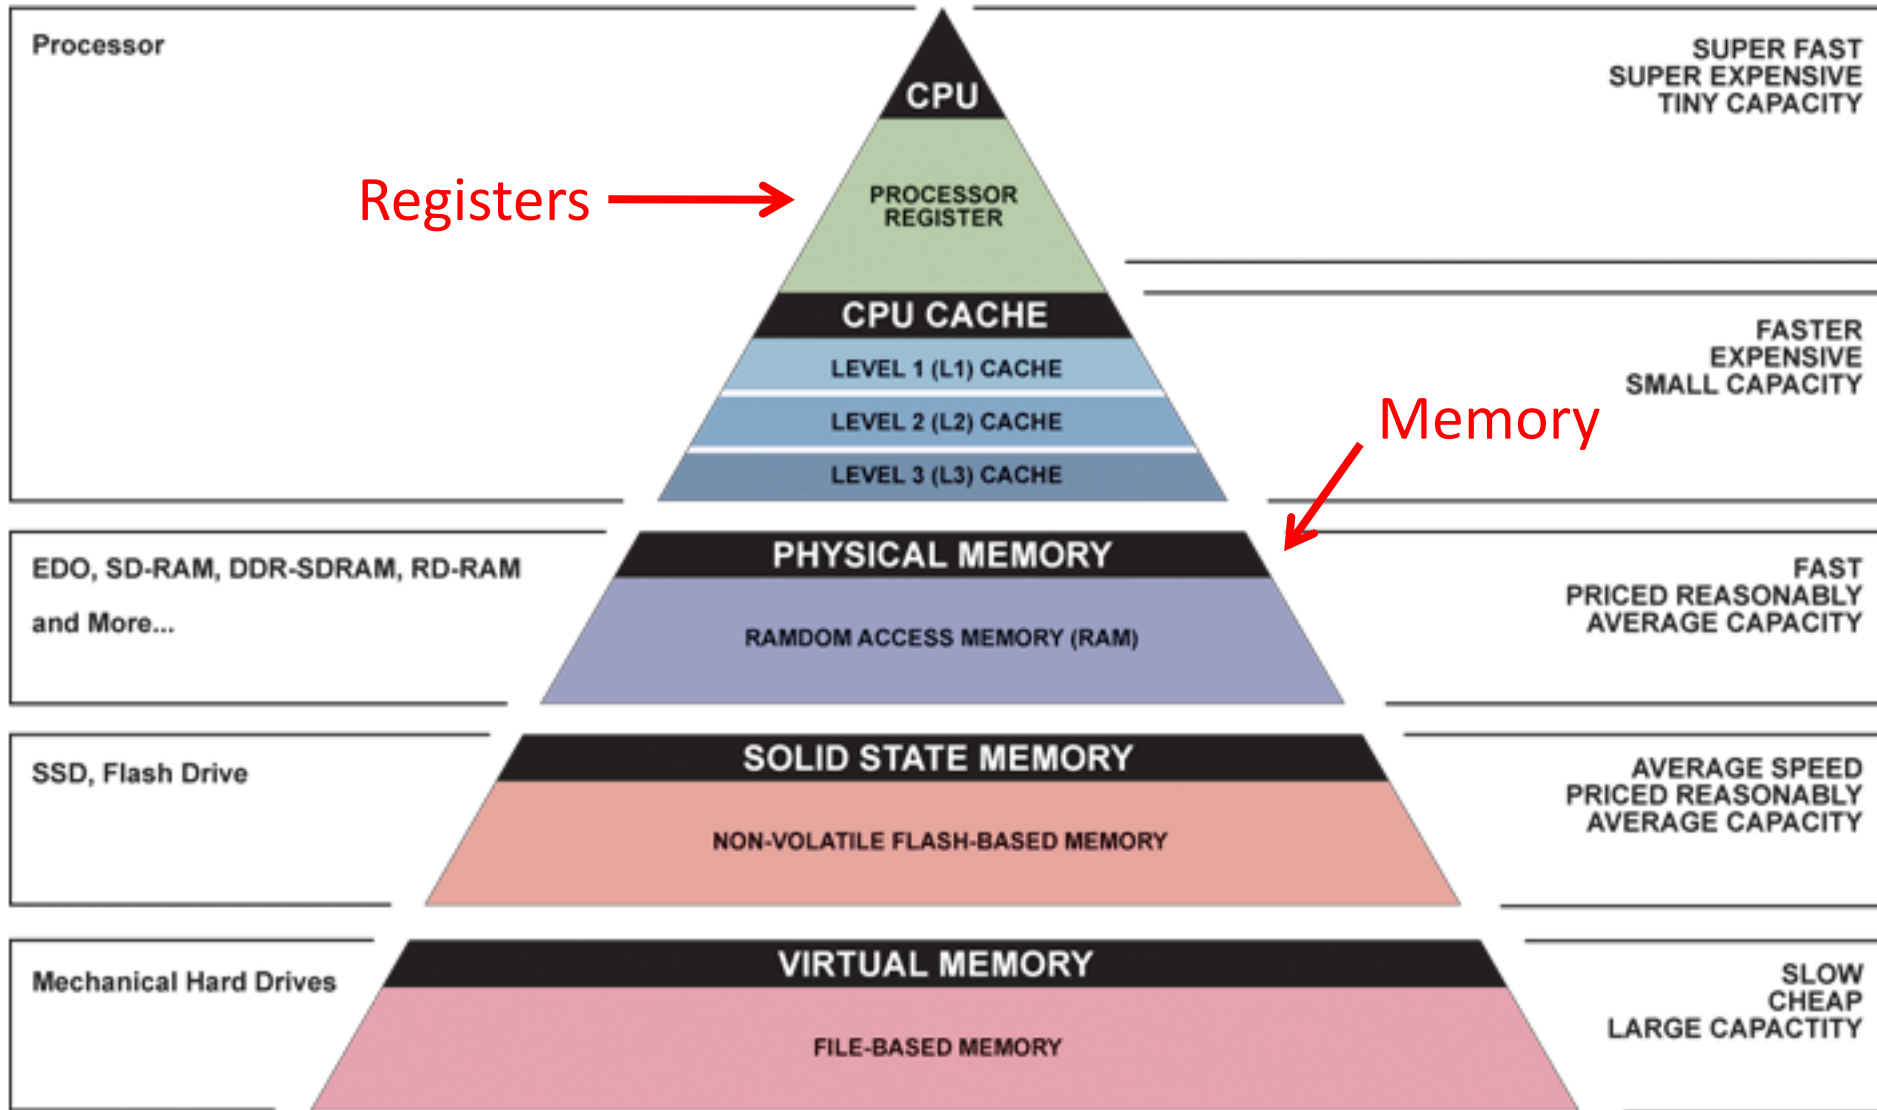 Processor
CPU
SUPER FAST
SUPER EXPENSIVE
TINY CAPACITY
Registers
PROCESSOR
REGISTER
CPU CACHE
LEVEL 1 (L1) CACHE
LEVEL 2 (L2) CACHE
LEVEL 3 (L3) CACHE
FASTER
EXPENSIVE
SMALL CAPACITY
Memory
EDO, SD-RAM, DDR-SDRAM, RD-RAM
and More...
PHYSICAL MEMORY
RAMDOM ACCESS MEMORY (RAM)
FAST
PRICED REASONABLY
AVERAGE CAPACITY
SSD, Flash Drive
SOLID STATE MEMORY
NON-VOLATILE FLASH-BASED MEMORY
AVERAGE SPEED
PRICED REASONABLY
AVERAGE CAPACITY
Mechanical Hard Drives
VIRTUAL MEMORY
FILE-BASED MEMORY
SLOW
CHEAP
LARGE CAPACTITY